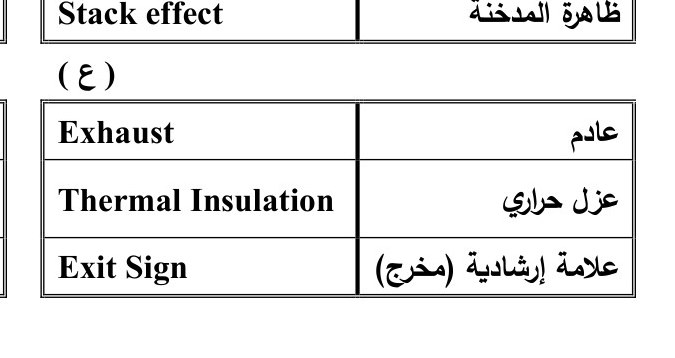 Stack effect ظاهرة المدخنة
( ع )
Exhaust عادم
Thermal Insulation عزل حراري
Exit Sign علامة إرشادية (مخرج)